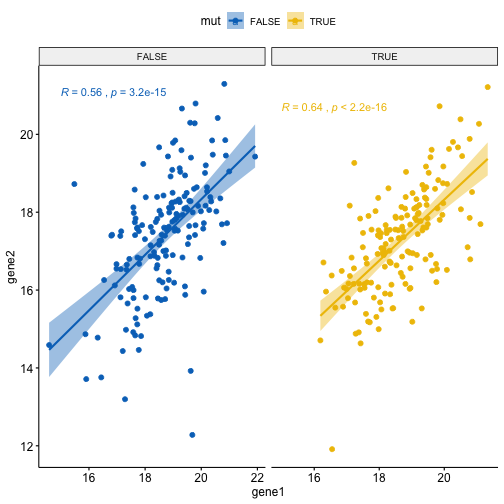 mut FALSE TRUE
FALSE TRUE
R = 0.56 , p = 3.2e-15
R = 0.64 , p < 2.2e-16
gene2
20
18
16
14
12
16 18 20 22 16 18 20
gene1